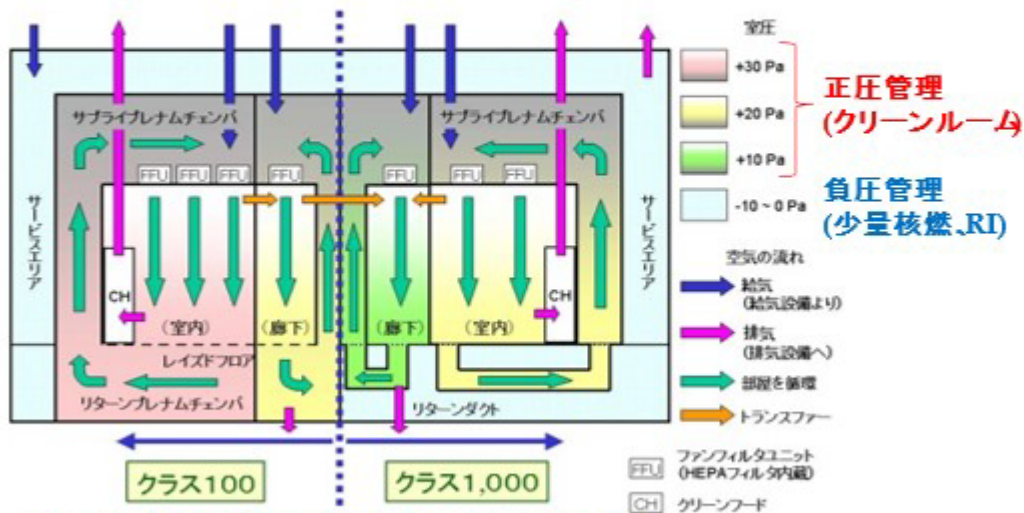 室圧
+30 Pa
+20 Pa
+10 Pa
-10 ~ 0 Pa
正圧管理
(クリーンルーム)
負圧管理
(少量核燃、RI)
サプライプレナムチェンバ
サプライプレナムチェンバ
FFU
FFU
FFU
FFU
FFU
FFU
FFU
サービスエリア
サービスエリア
CH
CH
(室内)
(廊下)
(廊下)
(室内)
レイズドフロア
リターンプレナムチェンバ
リターンダクト
空気の流れ
給気
(給気設備より)
排気
(排気設備へ)
部屋を循環
トランスファー
クラス100
クラス1,000
FFU
ファンフィルタユニット
(HEPAフィルタ内蔵)
CH
クリーンフード